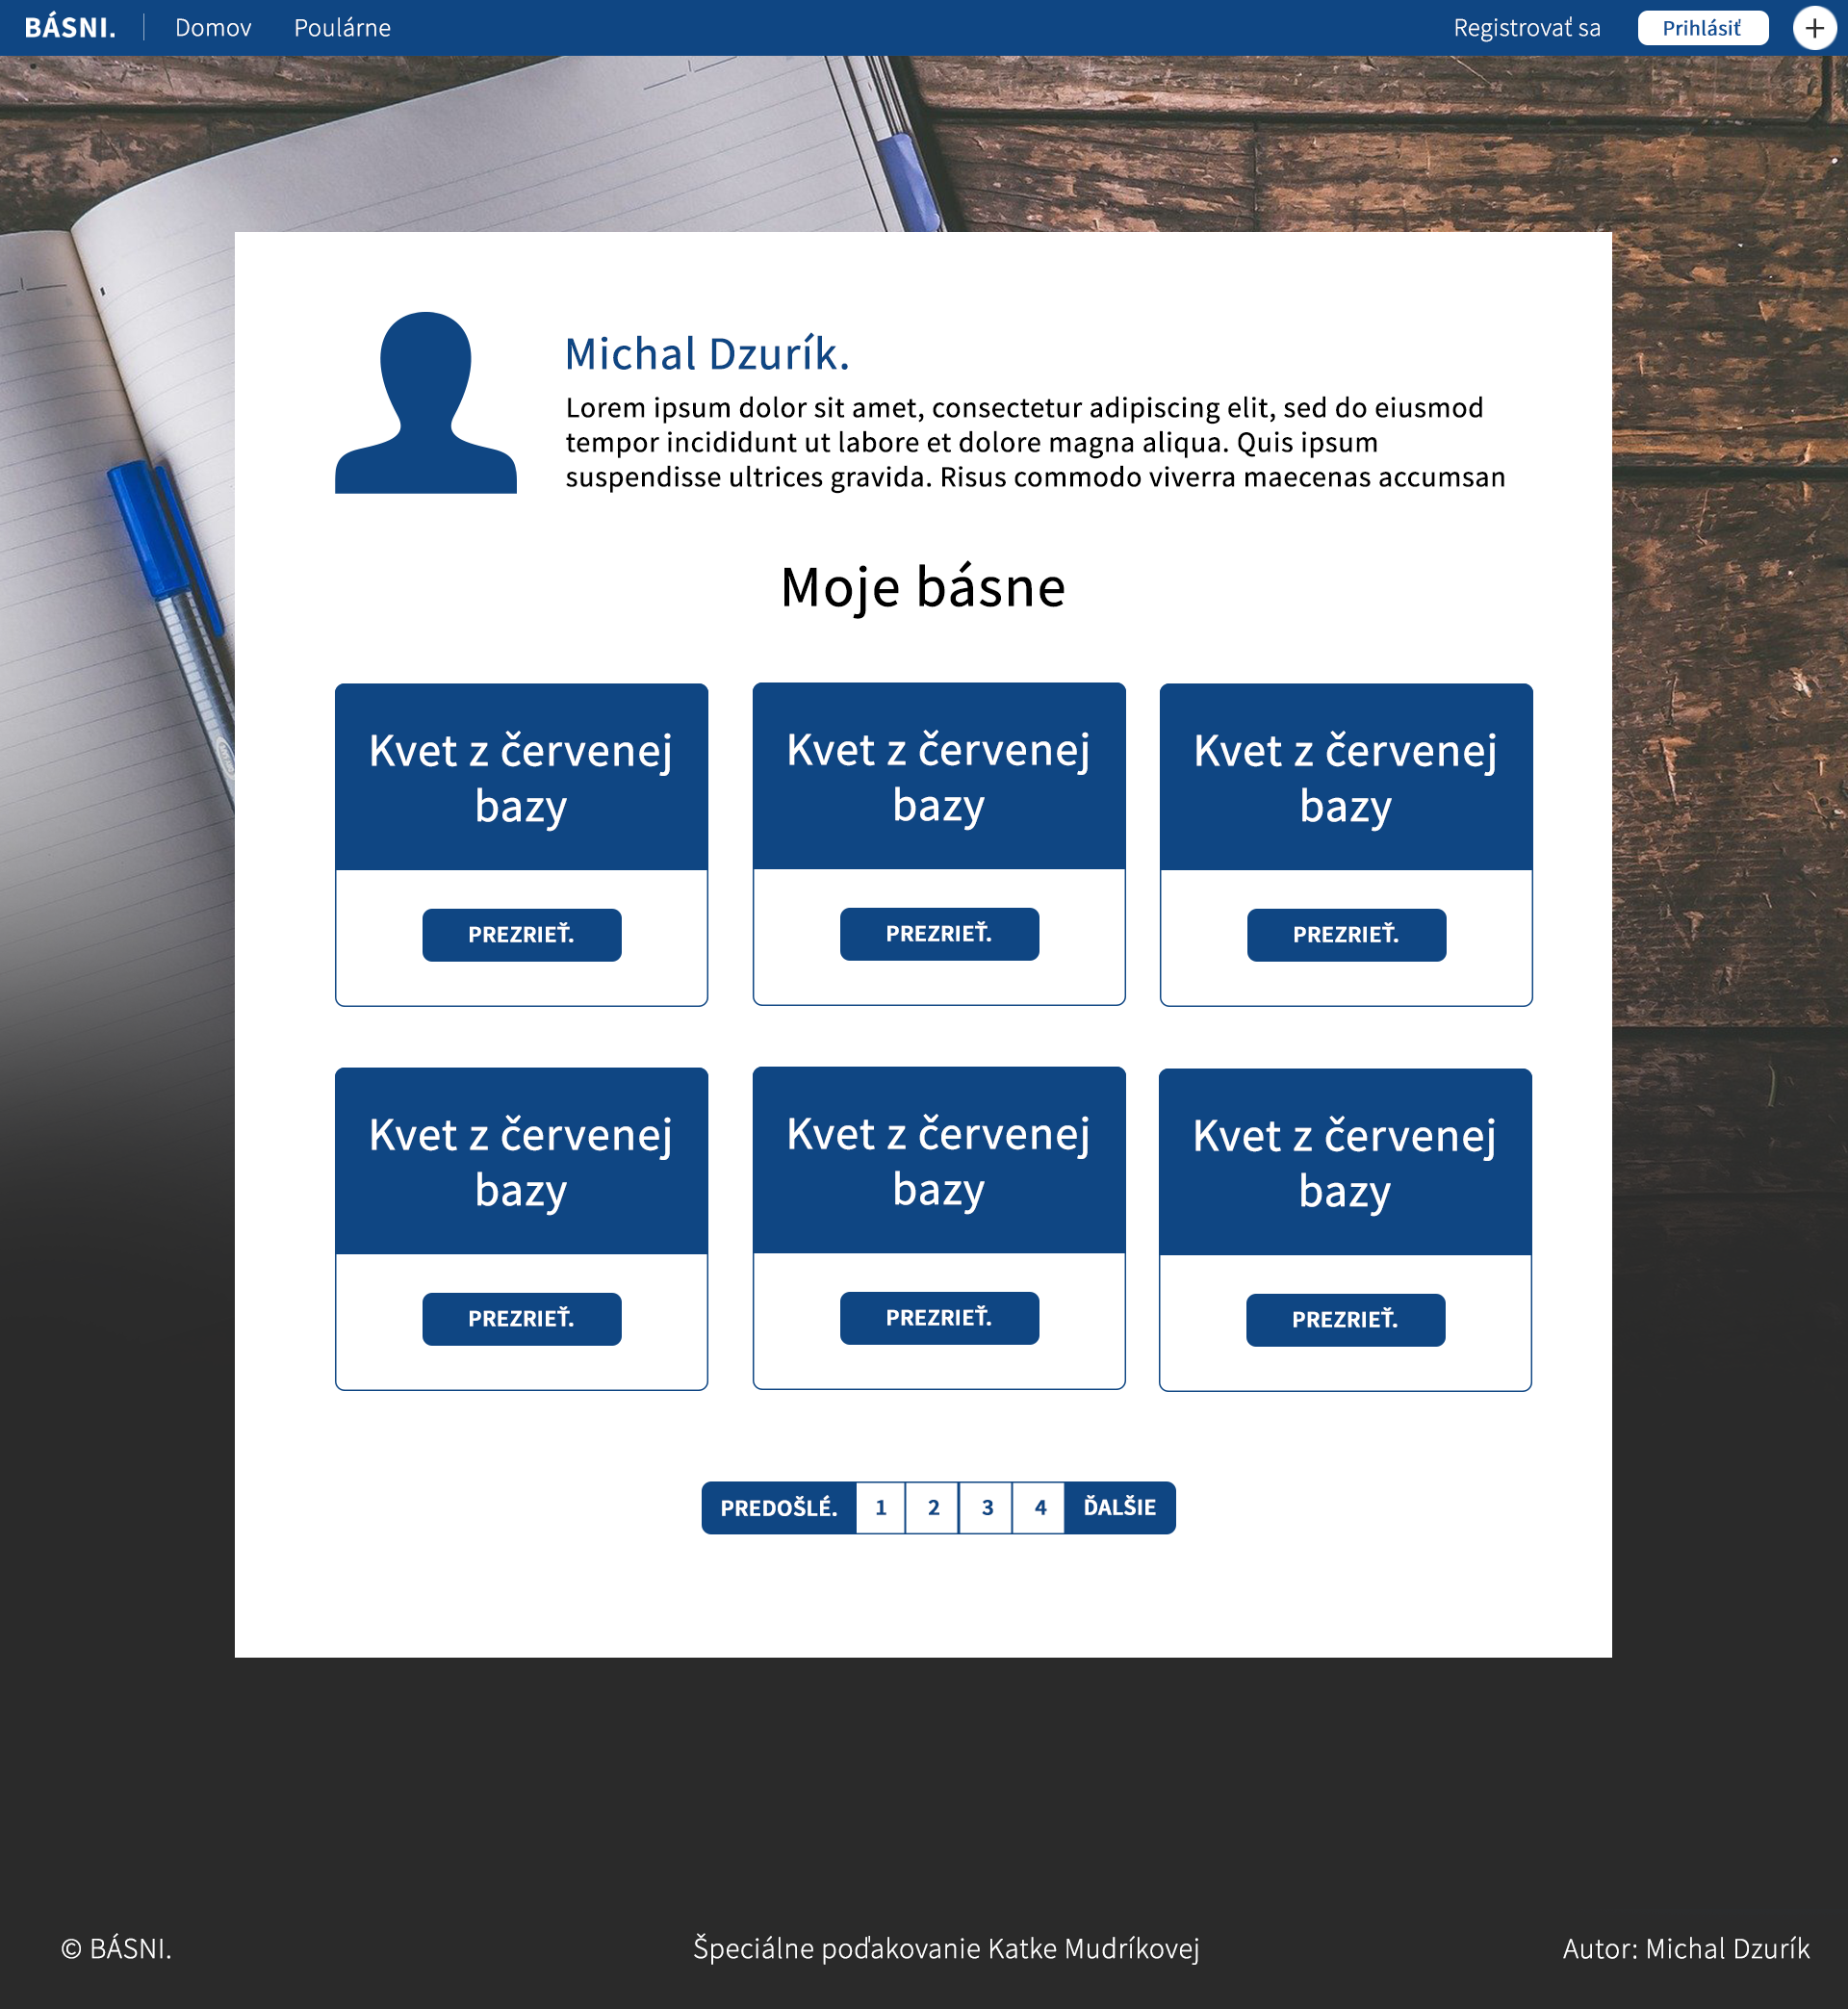 BÁSNI. Domov Poulárne Registrovať sa Prihlásiť +
Michal Dzurík.
Lorem ipsum dolor sit amet, consectetur adipiscing elit, sed do eiusmod
tempor incididunt ut labore et dolore magna aliqua. Quis ipsum
suspendisse ultrices gravida. Risus commodo viverra maecenas accumsan
Moje básne
Kvet z červenej
bazy
PREZRIEŤ.
Kvet z červenej
bazy
PREZRIEŤ.
Kvet z červenej
bazy
PREZRIEŤ.
Kvet z červenej
bazy
PREZRIEŤ.
Kvet z červenej
bazy
PREZRIEŤ.
Kvet z červenej
bazy
PREZRIEŤ.
PREDOŠLÉ. 1 2 3 4 ĎALŠIE
© BÁSNI. Špeciálne poďakovanie Katke Mudríkovej Autor: Michal Dzurík